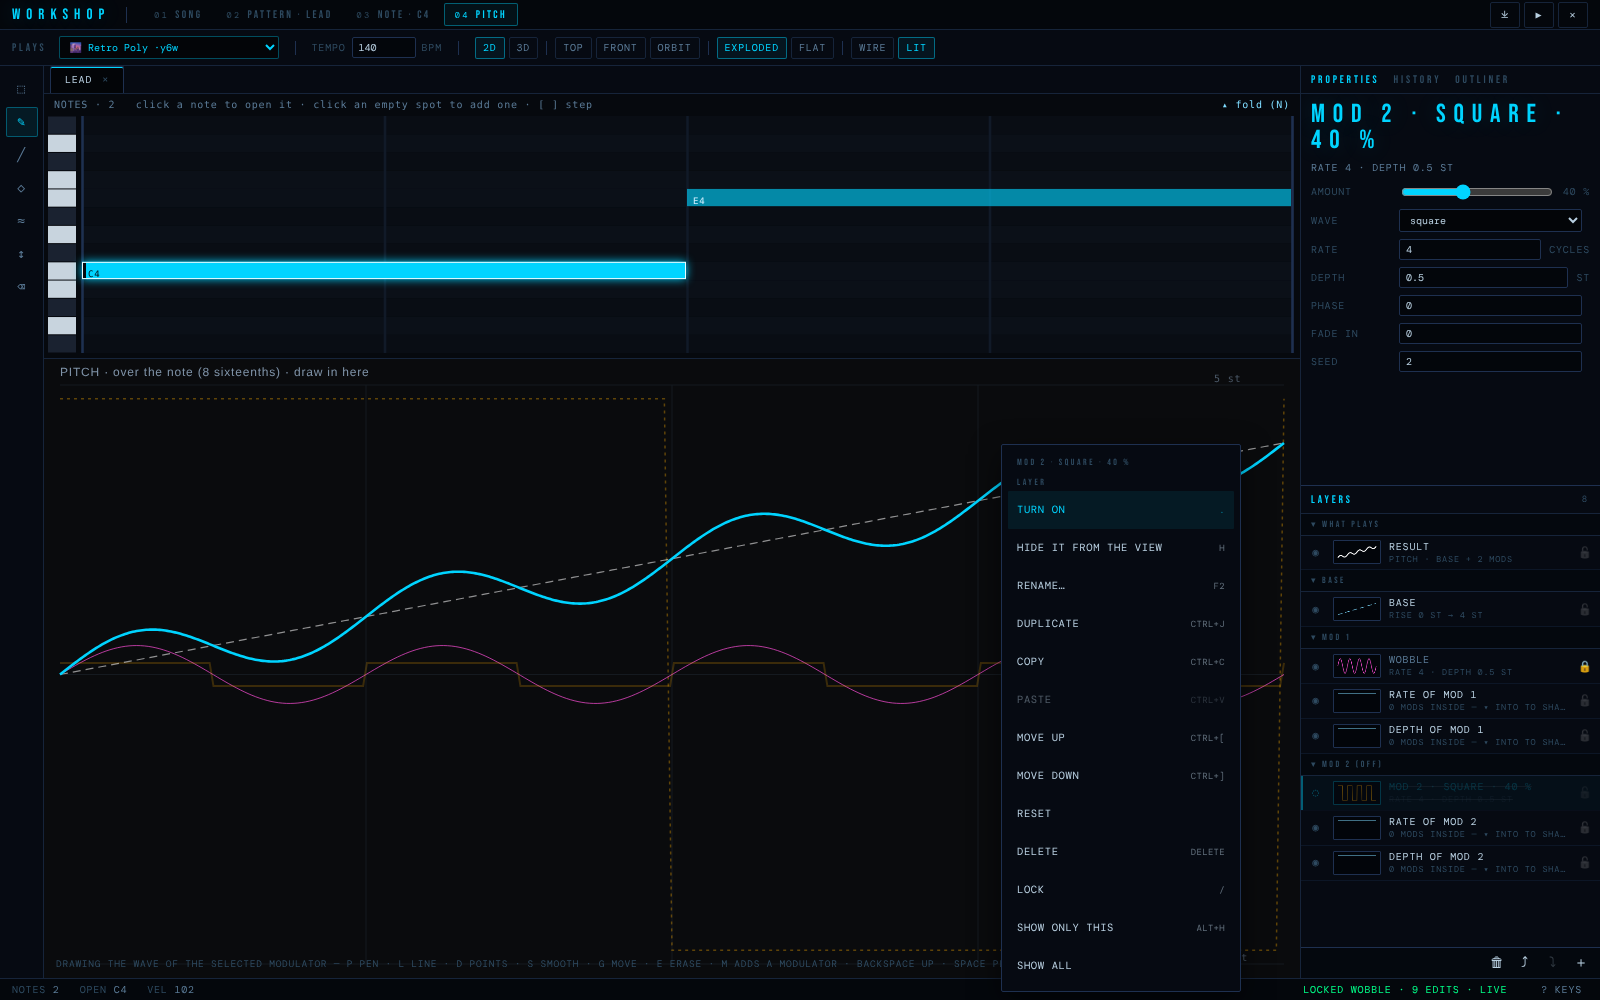 WORKSHOP 01 SONG 02 PATTERN · LEAD 03 NOTE · C4 04 PITCH
PLAYS Retro Poly ·y6w TEMPO 140 BPM 2D 3D TOP FRONT ORBIT EXPLODED FLAT WIRE LIT
LEAD ×
NOTES · 2 click a note to open it · click an empty spot to add one · [ ] step ▴ fold (N)
E4
C4
PITCH · over the note (8 sixteenths) · draw in here
5 st
MOD 2 · SQUARE · 40 %
LAYER
TURN ON .
HIDE IT FROM THE VIEW H
RENAME… F2
DUPLICATE CTRL+J
COPY CTRL+C
PASTE CTRL+V
MOVE UP CTRL+[
MOVE DOWN CTRL+]
RESET
DELETE DELETE
LOCK /
SHOW ONLY THIS ALT+H
SHOW ALL
DRAWING THE WAVE OF THE SELECTED MODULATOR — P PEN · L LINE · D POINTS · S SMOOTH · G MOVE · E ERASE · M ADDS A MODULATOR · BACKSPACE UP · SPACE
PROPERTIES HISTORY OUTLINER
MOD 2 · SQUARE ·
40 %
RATE 4 · DEPTH 0.5 ST
AMOUNT 40 %
WAVE square
RATE 4 CYCLES
DEPTH 0.5 ST
PHASE 0
FADE IN 0
SEED 2
LAYERS 8
▾ WHAT PLAYS
RESULT
PITCH · BASE + 2 MODS
▾ BASE
BASE
RISE 0 ST → 4 ST
▾ MOD 1
WOBBLE
RATE 4 · DEPTH 0.5 ST
RATE OF MOD 1
0 MODS INSIDE — ▾ INTO TO SHA…
DEPTH OF MOD 1
0 MODS INSIDE — ▾ INTO TO SHA…
▾ MOD 2 (OFF)
MOD 2 · SQUARE · 40 %
RATE 4 · DEPTH 0.5 ST
RATE OF MOD 2
0 MODS INSIDE — ▾ INTO TO SHA…
DEPTH OF MOD 2
0 MODS INSIDE — ▾ INTO TO SHA…
NOTES 2 OPEN C4 VEL 102 LOCKED WOBBLE · 9 EDITS · LIVE ? KEYS